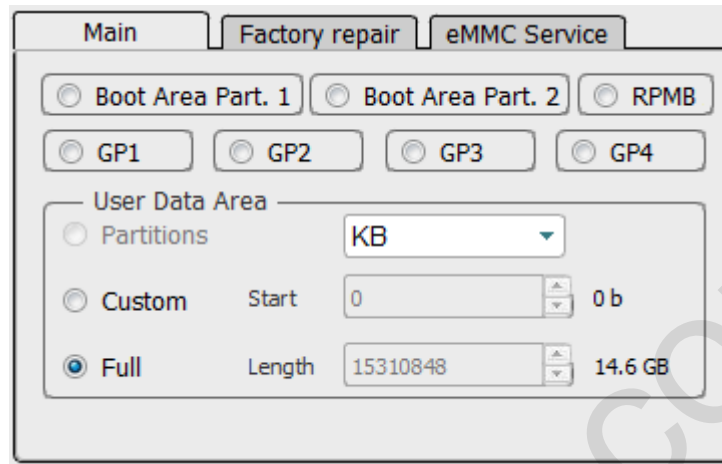 Main Factory repair eMMC Service
Boot Area Part. 1 Boot Area Part. 2 RPMB
GP1 GP2 GP3 GP4
User Data Area
Partitions KB
Custom Start 0 0 b
Full Length 15310848 14.6 GB